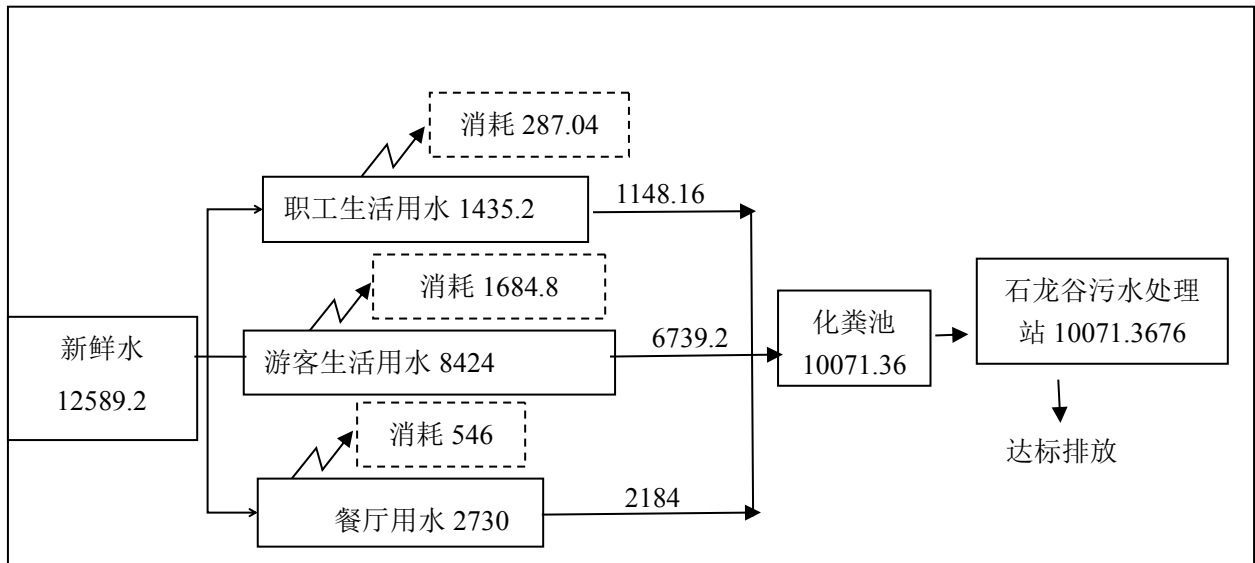 消耗 287.04
职工生活用水 1435.2
1148.16
消耗 1684.8
新鲜水
12589.2
游客生活用水 8424
6739.2
化粪池
10071.36
石龙谷污水处理
站 10071.3676
达标排放
消耗 546
餐厅用水 2730
2184